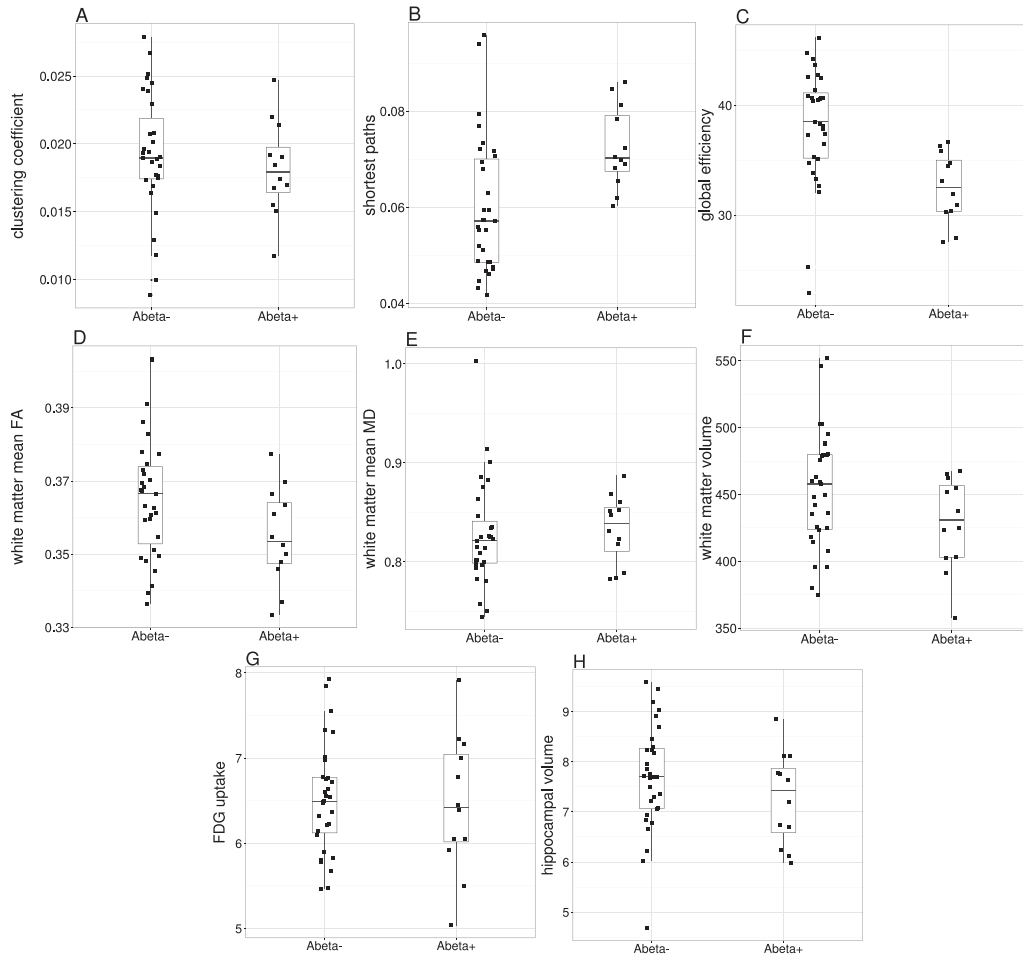 A
clustering coefficient
0.025
0.020
0.015
0.010
Abeta-
Abeta+
B
shortest paths
0.08
0.06
0.04
Abeta-
Abeta+
C
global efficiency
40
30
Abeta-
Abeta+
D
white matter mean FA
0.39
0.37
0.35
0.33
Abeta-
Abeta+
E
white matter mean MD
1.0
0.9
0.8
Abeta-
Abeta+
F
white matter volume
550
500
450
400
350
Abeta-
Abeta+
G
FDG uptake
8
7
6
5
Abeta-
Abeta+
H
hippocampal volume
9
8
7
6
5
Abeta-
Abeta+